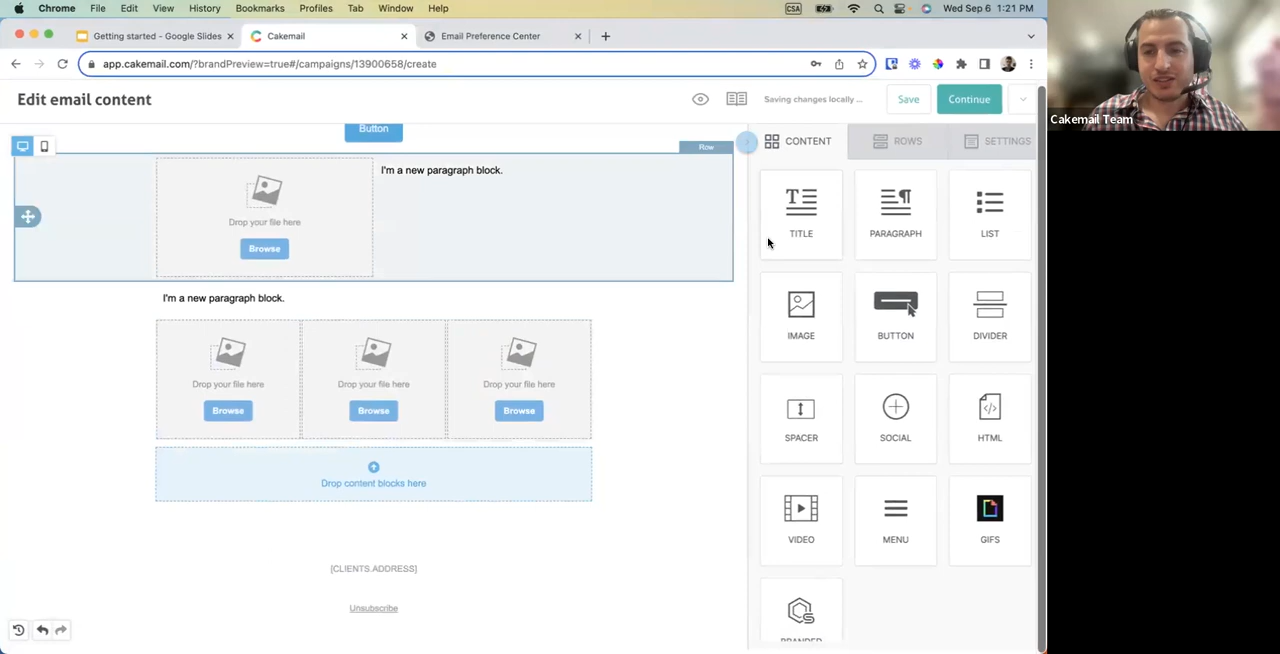 Chrome File Edit View History Bookmarks Profiles Tab Window Help
CSA Wed Sep 6 1:21 PM
Getting started - Google Slides
Cakemail
Email Preference Center
app.cakemail.com/?brandPreview=true#/campaigns/13900658/create
Edit email content
Saving changes locally ...
Save
Continue
Button
Row
CONTENT
ROWS
SETTINGS
Drop your file here
Browse
I'm a new paragraph block.
I'm a new paragraph block.
Drop your file here
Drop your file here
Drop your file here
Browse
Browse
Browse
Drop content blocks here
[CLIENTS.ADDRESS]
Unsubscribe
TITLE
PARAGRAPH
LIST
IMAGE
BUTTON
DIVIDER
SPACER
SOCIAL
HTML
VIDEO
MENU
GIFS
BRANDER
Cakemail Team